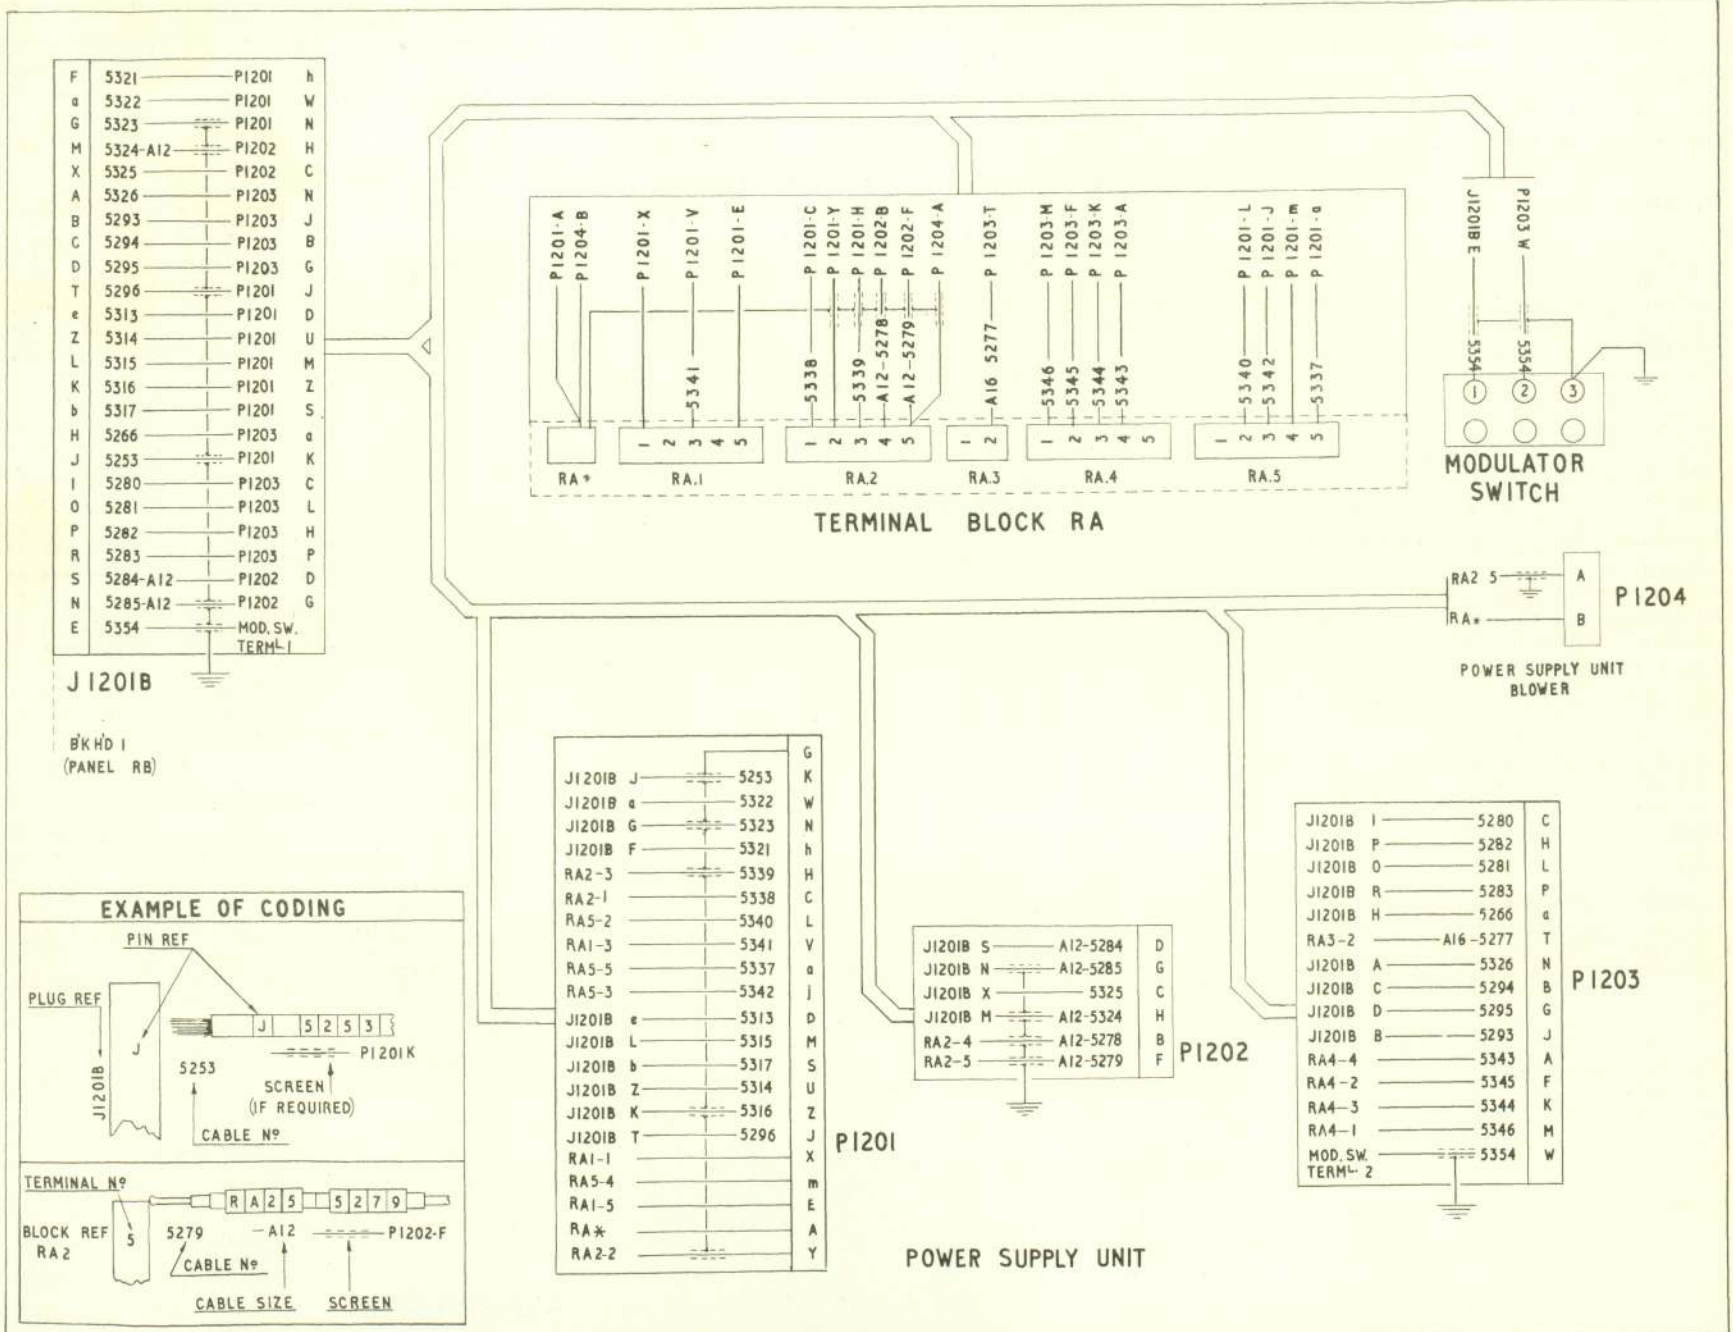 F 5321 P1201 h
a 5322 P1201 W
G 5323 P1201 N
M 5324-A12 P1202 H
X 5325 P1202 C
A 5326 P1203 N
B 5293 P1203 J
C 5294 P1203 B
D 5295 P1203 G
T 5296 P1201 J
e 5313 P1201 D
Z 5314 P1201 U
L 5315 P1201 M
K 5316 P1201 Z
b 5317 P1201 S
H 5266 P1203 a
J 5253 P1201 K
I 5280 P1203 C
O 5281 P1203 L
P 5282 P1203 H
R 5283 P1203 P
S 5284-A12 P1202 D
N 5285-A12 P1202 G
E 5354 MOD. SW.
TERML 1
J1201B
B'KH'D 1
(PANEL RB)
P1201-A
P1204-B
P1201-X
P1201-V
P1201-E
P1201-C
P1201-Y
P1201-H
P1202-B
P1202-F
P1204-A
P1203-T
P1203-M
P1203-F
P1203-K
P1203-A
P1201-L
P1201-J
P1201-m
P1201-a
5341
5338
5339
A12-5278
A12-5279
A16 5277
5346
5345
5344
5343
5340
5342
5337
1 2 3 4 5
1 2 3 4 5
1 2
1 2 3 4 5
1 2 3 4 5
RA*
RA.1
RA.2
RA.3
RA.4
RA.5
TERMINAL BLOCK RA
J1201B E
P1203 W
5354
5354
1 2 3
MODULATOR
SWITCH
RA2 5 A
RA* B
P1204
POWER SUPPLY UNIT
BLOWER
G
J1201B J 5253 K
J1201B a 5322 W
J1201B G 5323 N
J1201B F 5321 h
RA2-3 5339 H
RA2-1 5338 C
RA5-2 5340 L
RA1-3 5341 V
RA5-5 5337 a
RA5-3 5342 j
J1201B e 5313 D
J1201B L 5315 M
J1201B b 5317 S
J1201B Z 5314 U
J1201B K 5316 Z
J1201B T 5296 J
RA1-1 X
RA5-4 m
RA1-5 E
RA* A
RA2-2 Y
P1201
J1201B S A12-5284 D
J1201B N A12-5285 G
J1201B X 5325 C
J1201B M A12-5324 H
RA2-4 A12-5278 B
RA2-5 A12-5279 F
P1202
J1201B I 5280 C
J1201B P 5282 H
J1201B O 5281 L
J1201B R 5283 P
J1201B H 5266 a
RA3-2 A16-5277 T
J1201B A 5326 N
J1201B C 5294 B
J1201B D 5295 G
J1201B B 5293 J
RA4-4 5343 A
RA4-2 5345 F
RA4-3 5344 K
RA4-1 5346 M
MOD. SW. 5354 W
TERML. 2
P1203
POWER SUPPLY UNIT
EXAMPLE OF CODING
PIN REF
PLUG REF
J
J1201B
J 5253
P1201K
5253
SCREEN
(IF REQUIRED)
CABLE Nº
TERMINAL Nº
RA25 5279
BLOCK REF
RA2
5
5279 -A12 P1202-F
CABLE Nº
CABLE SIZE
SCREEN